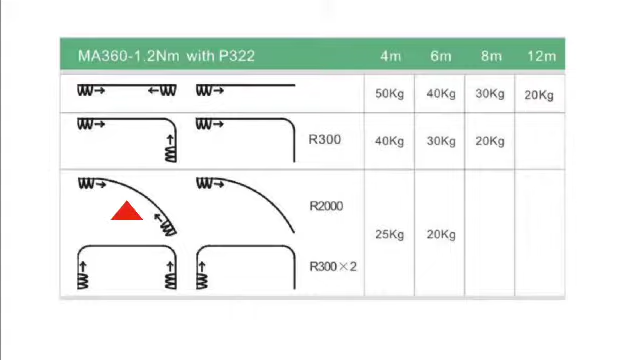 MA360-1.2Nm with P322 4m 6m 8m 12m
50Kg 40Kg 30Kg 20Kg
R300 40Kg 30Kg 20Kg
R2000
25Kg 20Kg
R300×2